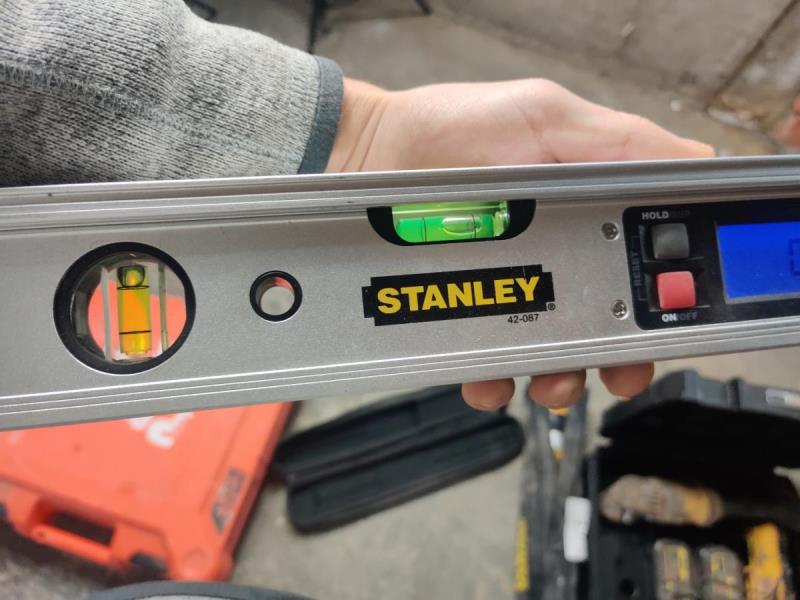 HOLD
RESET
ON/OFF
STANLEY®
42-087